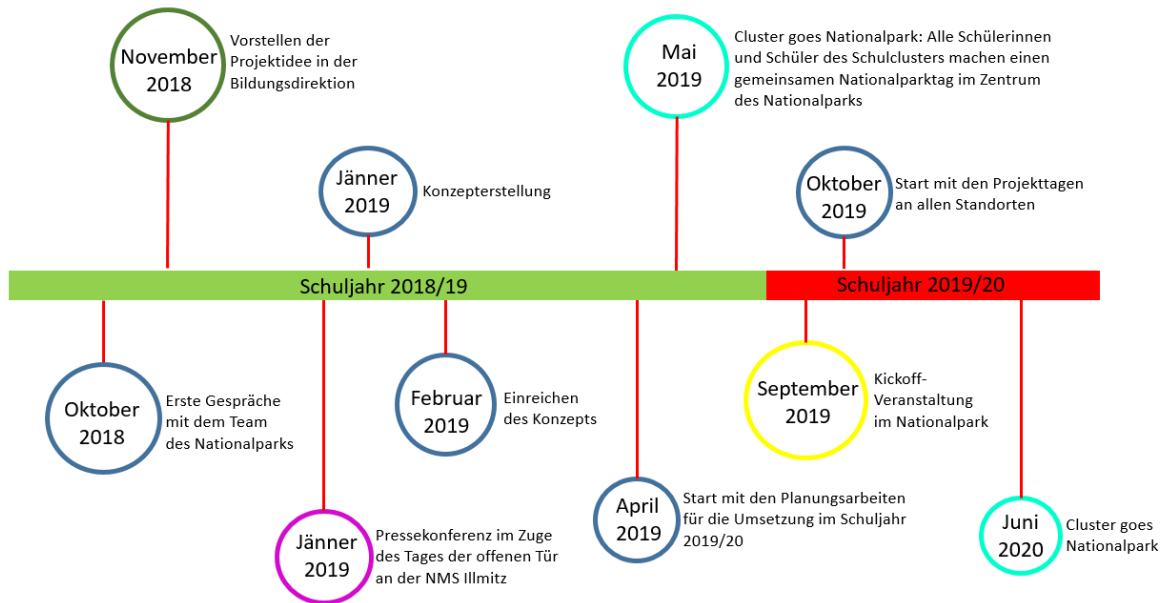 November
2018
Vorstellen der
Projektidee in der
Bildungsdirektion
Mai
2019
Cluster goes Nationalpark: Alle Schülerinnen
und Schüler des Schulclusters machen einen
gemeinsamen Nationalparktag im Zentrum
des Nationalparks
Jänner
2019
Konzepterstellung
Oktober
2019
Start mit den Projekttagen
an allen Standorten
Schuljahr 2018/19
Schuljahr 2019/20
Oktober
2018
Erste Gespräche
mit dem Team
des Nationalparks
Februar
2019
Einreichen
des Konzepts
September
2019
Kickoff-
Veranstaltung
im Nationalpark
Jänner
2019
Pressekonferenz im Zuge
des Tages der offenen Tür
an der NMS Illmitz
April
2019
Start mit den Planungsarbeiten
für die Umsetzung im Schuljahr
2019/20
Juni
2020
Cluster goes
Nationalpark